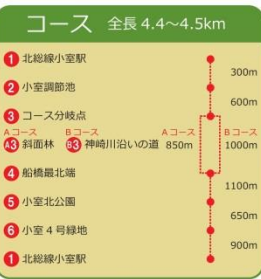 コース 全長 4.4～4.5km
1 北総線小室駅
300m
2 小室調節池
600m
3 コース分岐点
Aコース Bコース Aコース Bコース
A3 斜面林 B3 神崎川沿いの道 850m 1000m
4 船橋最北端
1100m
5 小室北公園
650m
6 小室4号緑地
900m
1 北総線小室駅